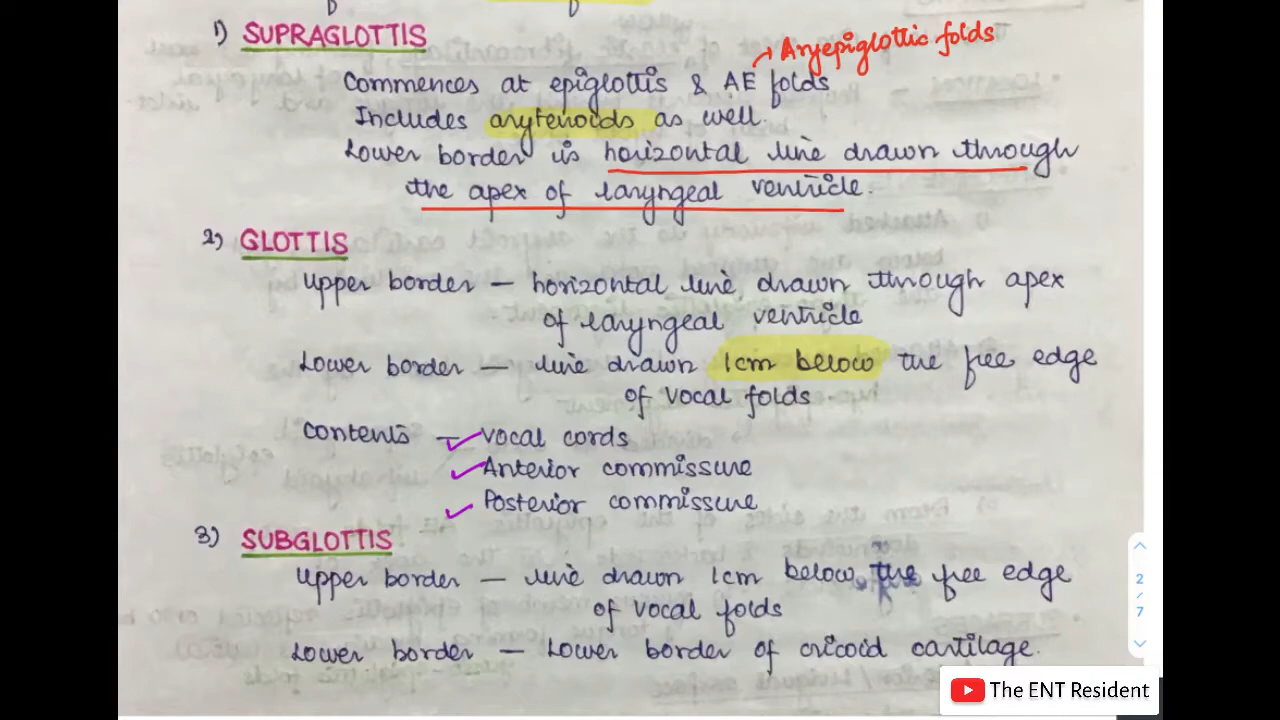 1) SUPRAGLOTTIS
Aryepiglottic folds
Commences at epiglottis & AE folds
Includes arytenoids as well.
Lower border is horizontal line drawn through
the apex of laryngeal ventricle.
2) GLOTTIS
Upper border – horizontal line drawn through apex
of laryngeal ventricle
Lower border – line drawn 1cm below the free edge
of vocal folds
Contents – Vocal cords
Anterior commissure
Posterior commissure
3) SUBGLOTTIS
Upper border – line drawn 1cm below the free edge
of vocal folds
Lower border – Lower border of cricoid cartilage.
2
/
7
The ENT Resident